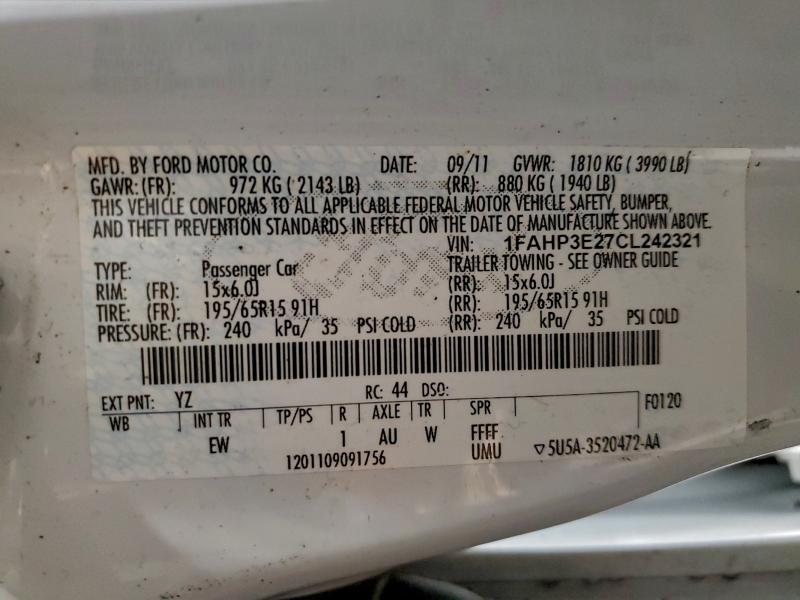 MFD. BY FORD MOTOR CO. DATE: 09/11 GVWR: 1810 KG ( 3990 LB)
GAWR: (FR): 972 KG ( 2143 LB) (RR): 880 KG ( 1940 LB)
THIS VEHICLE CONFORMS TO ALL APPLICABLE FEDERAL MOTOR VEHICLE SAFETY, BUMPER,
AND THEFT PREVENTION STANDARDS IN EFFECT ON THE DATE OF MANUFACTURE SHOWN ABOVE.
VIN: 1FAHP3E27CL242321
TYPE: Passenger Car TRAILER TOWING - SEE OWNER GUIDE
RIM: (FR): 15x6.0J (RR): 15x6.0J
TIRE: (FR): 195/65R15 91H (RR): 195/65R15 91H
PRESSURE: (FR): 240 kPa/ 35 PSI COLD (RR): 240 kPa/ 35 PSI COLD
EXT PNT: YZ RC: 44 DSO: F0120
WB INT TR TP/PS R AXLE TR SPR
EW 1 AU W FFFF
1201109091756 UMU ▽5U5A-3520472-AA